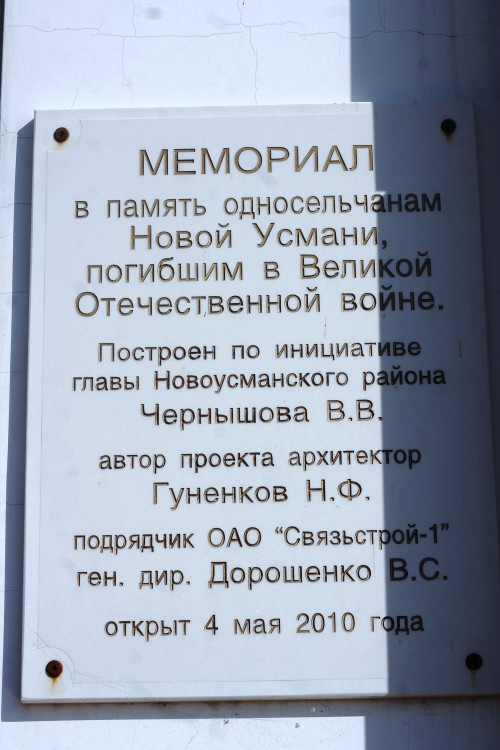 МЕМОРИАЛ
в память односельчанам
Новой Усмани,
погибшим в Великой
Отечественной войне.
Построен по инициативе
главы Новоусманского района
Чернышова В.В.
автор проекта архитектор
Гуненков Н.Ф.
подрядчик ОАО “Связьстрой-1”
ген. дир. Дорошенко В.С.
открыт 4 мая 2010 года